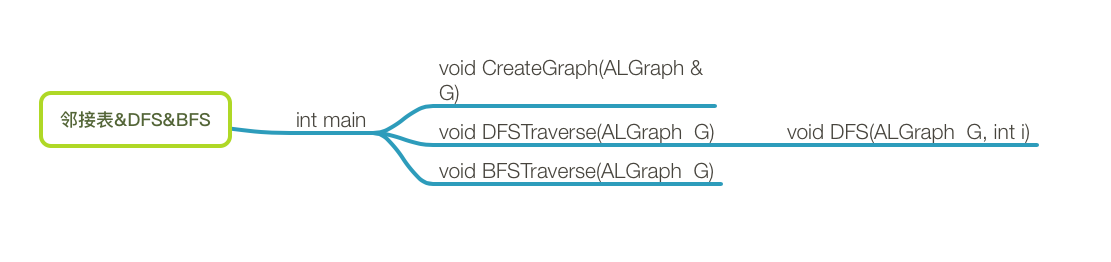 邻接表&DFS&BFS
int main
void CreateGraph(ALGraph &
G)
void DFSTraverse(ALGraph  G)
void DFS(ALGraph  G, int i)
void BFSTraverse(ALGraph  G)